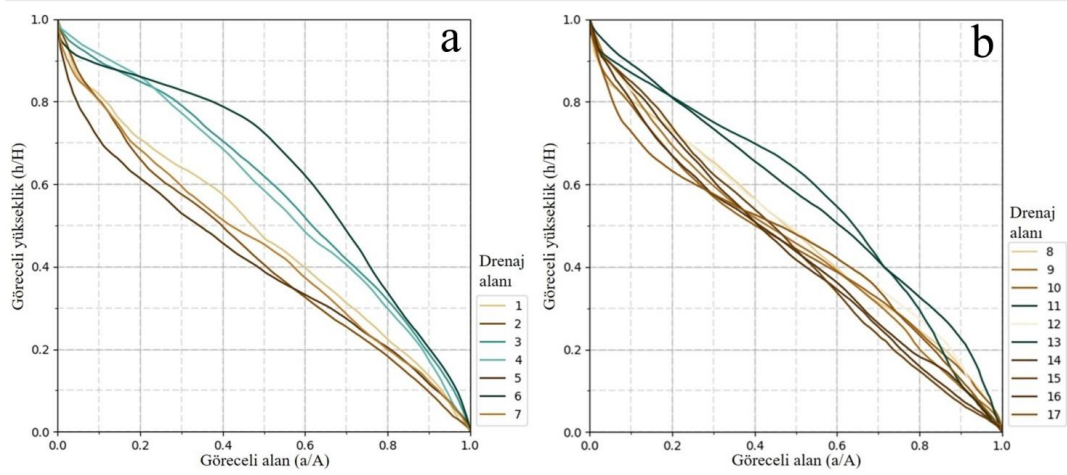 a
1.0
0.8
0.6
0.4
0.2
0.0
Göreceli yükseklik (h/H)
0.0 0.2 0.4 0.6 0.8 1.0
Göreceli alan (a/A)
Drenaj
alanı
1
2
3
4
5
6
7
b
1.0
0.8
0.6
0.4
0.2
0.0
Göreceli yükseklik (h/H)
0.0 0.2 0.4 0.6 0.8 1.0
Göreceli alan (a/A)
Drenaj
alanı
8
9
10
11
12
13
14
15
16
17